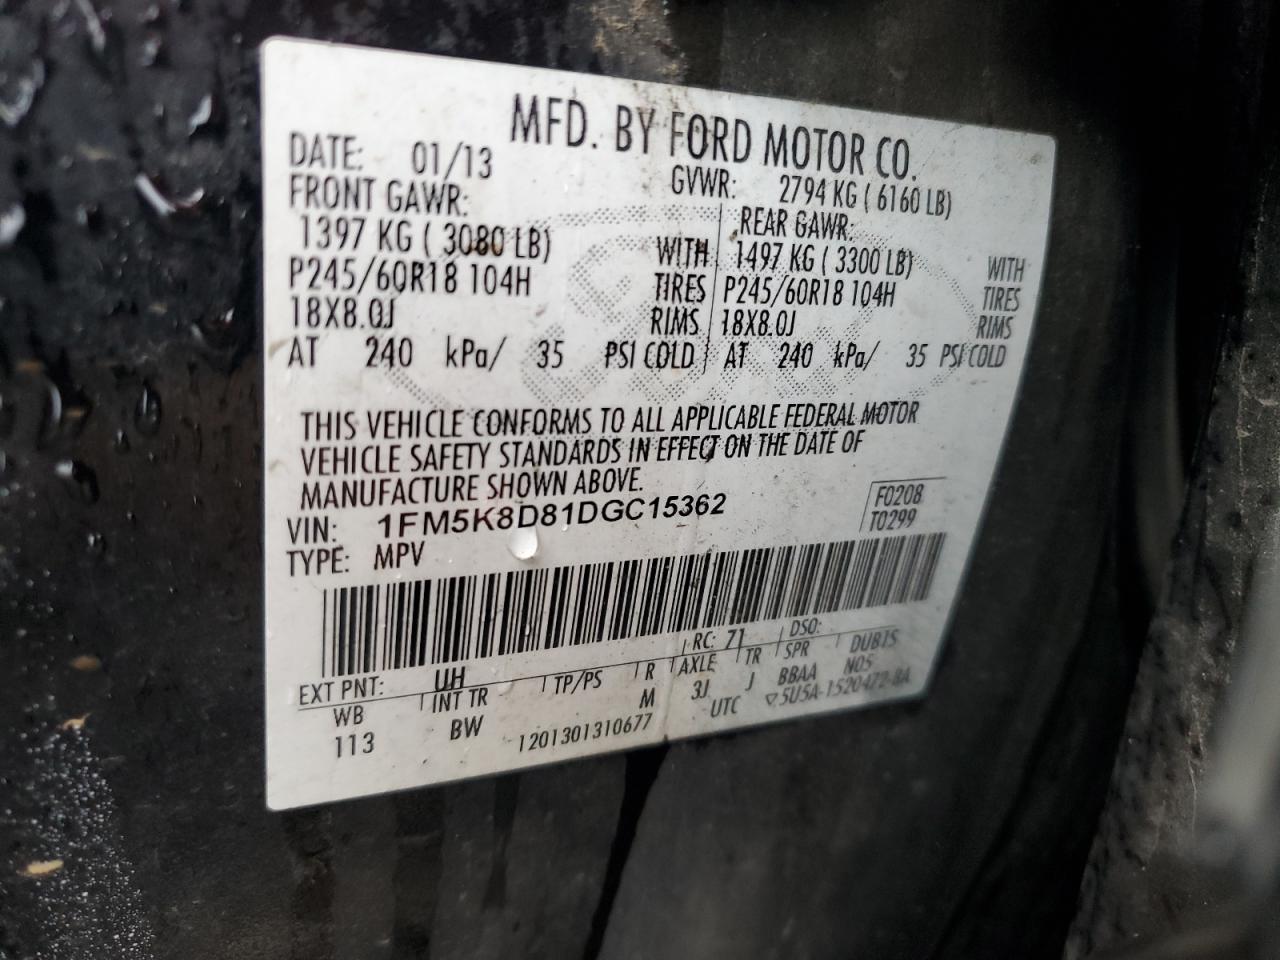 MFD. BY FORD MOTOR CO.
DATE: 01/13 GVWR: 2794 KG ( 6160 LB)
FRONT GAWR: REAR GAWR:
1397 KG ( 3080 LB) WITH 1497 KG ( 3300 LB) WITH
P245/60R18 104H TIRES P245/60R18 104H TIRES
18X8.0J RIMS 18X8.0J RIMS
AT 240 kPa/ 35 PSI COLD AT 240 kPa/ 35 PSI COLD
THIS VEHICLE CONFORMS TO ALL APPLICABLE FEDERAL MOTOR
VEHICLE SAFETY STANDARDS IN EFFECT ON THE DATE OF
MANUFACTURE SHOWN ABOVE.
F0208
VIN: 1FM5K8D81DGC15362 T0299
TYPE: MPV
EXT PNT: UH RC: 71 DSO:
WB INT TR TP/PS R AXLE TR SPR DUBTS
113 BW M 3J J BBAA N05
1201301310677 UTC ▽5U5A-1520472-BA